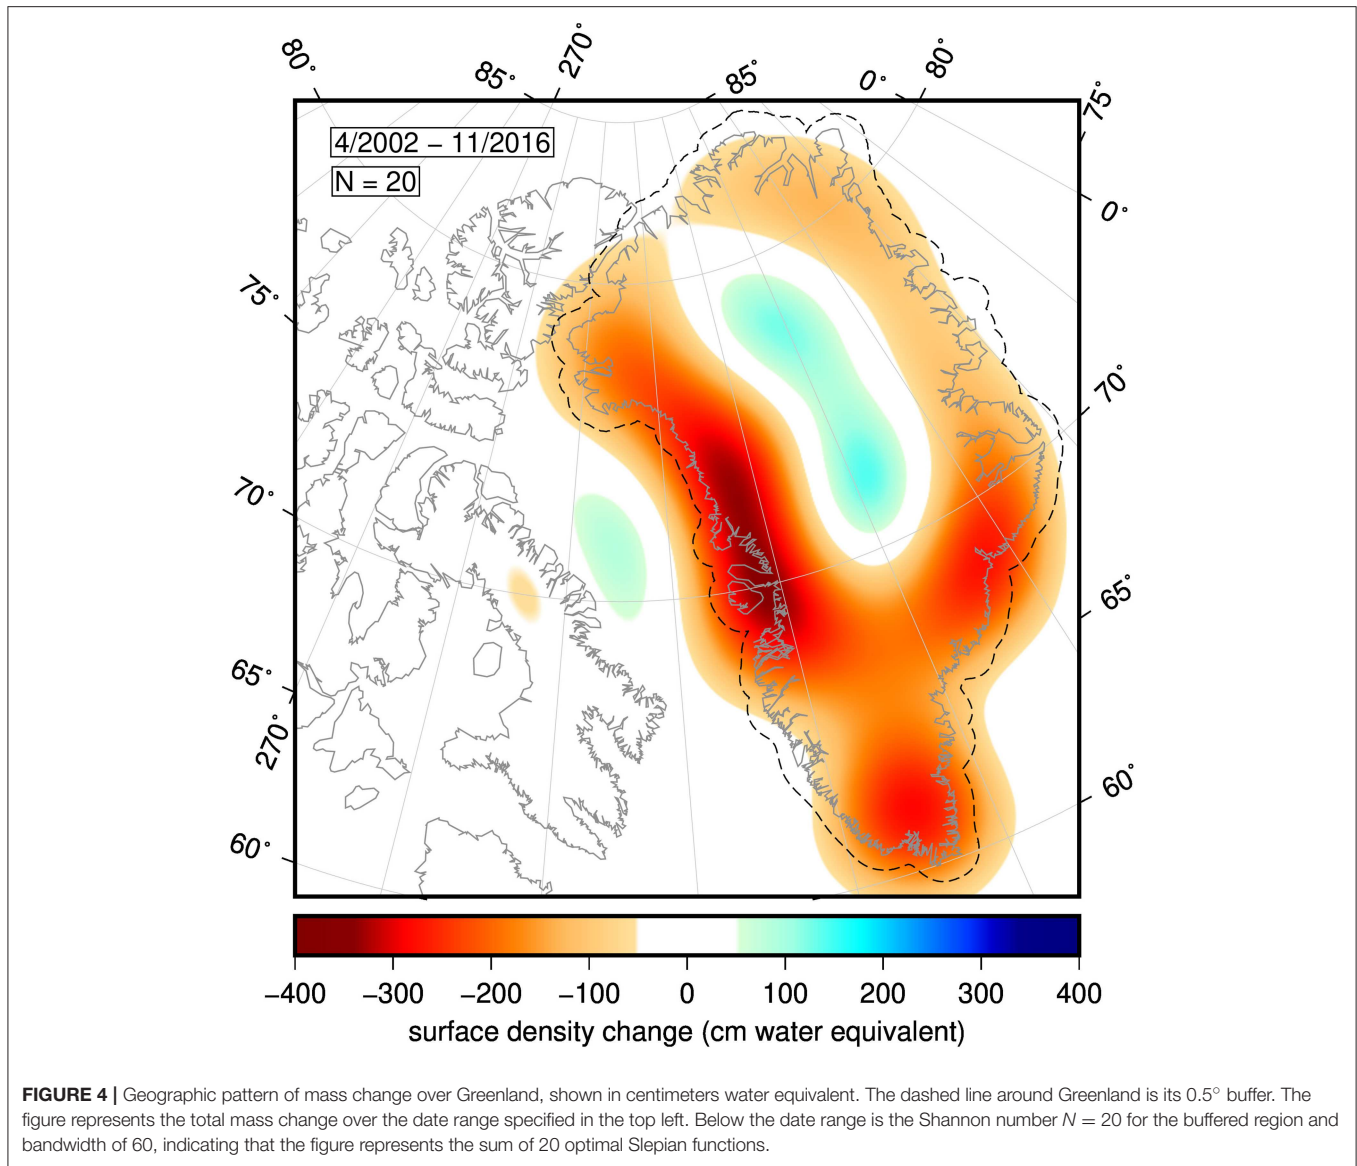 80°
85°
270°
85°
0°
80°
75°
4/2002 – 11/2016
N = 20
0°
75°
70°
70°
65°
65°
270°
60°
60°
−400 −300 −200 −100 0 100 200 300 400
surface density change (cm water equivalent)
FIGURE 4 | Geographic pattern of mass change over Greenland, shown in centimeters water equivalent. The dashed line around Greenland is its 0.5° buffer. The
figure represents the total mass change over the date range specified in the top left. Below the date range is the Shannon number N = 20 for the buffered region and
bandwidth of 60, indicating that the figure represents the sum of 20 optimal Slepian functions.